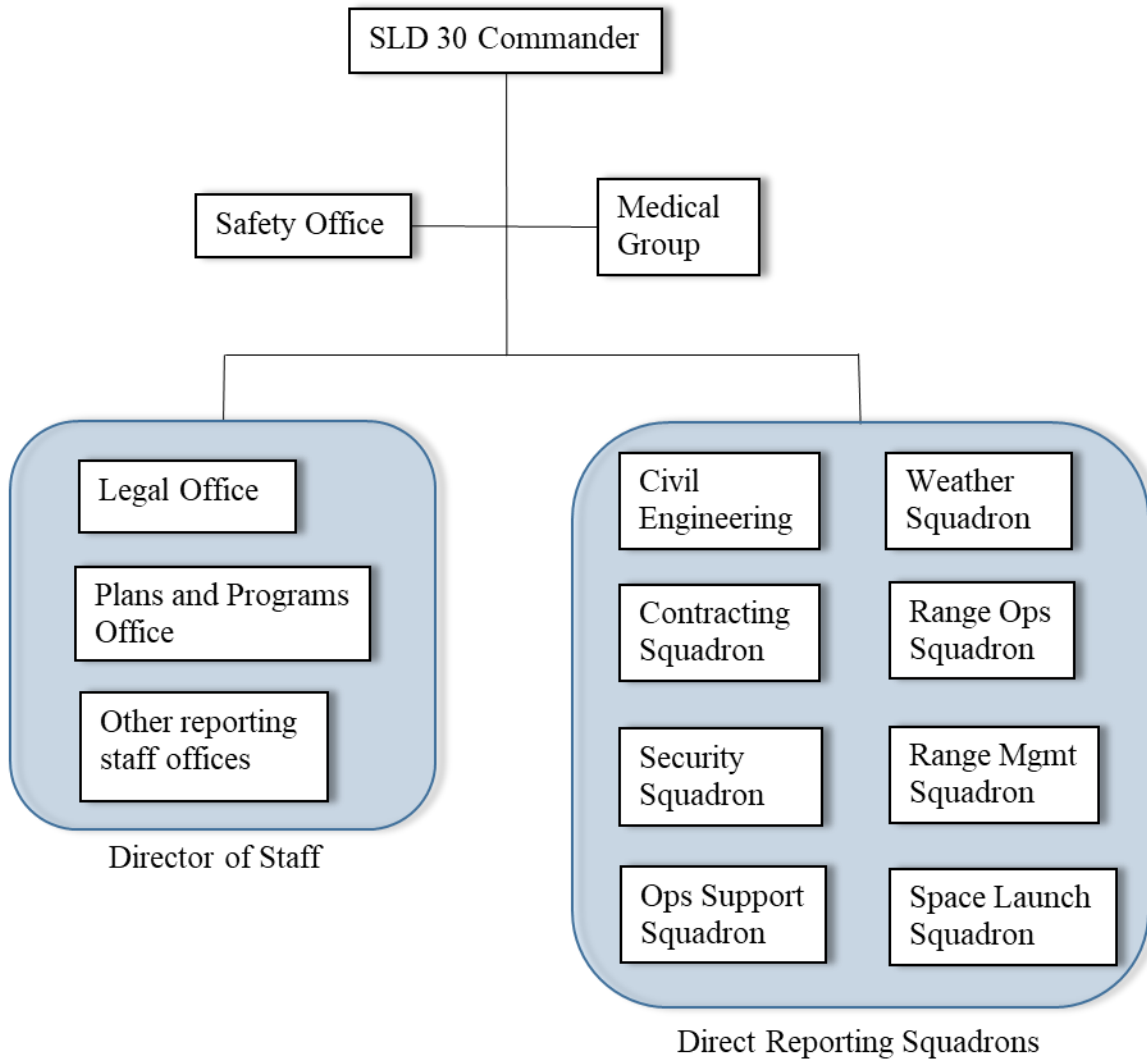 SLD 30 Commander
Safety Office
Medical
Group
Legal Office
Plans and Programs
Office
Other reporting
staff offices
Director of Staff
Civil
Engineering
Weather
Squadron
Contracting
Squadron
Range Ops
Squadron
Security
Squadron
Range Mgmt
Squadron
Ops Support
Squadron
Space Launch
Squadron
Direct Reporting Squadrons